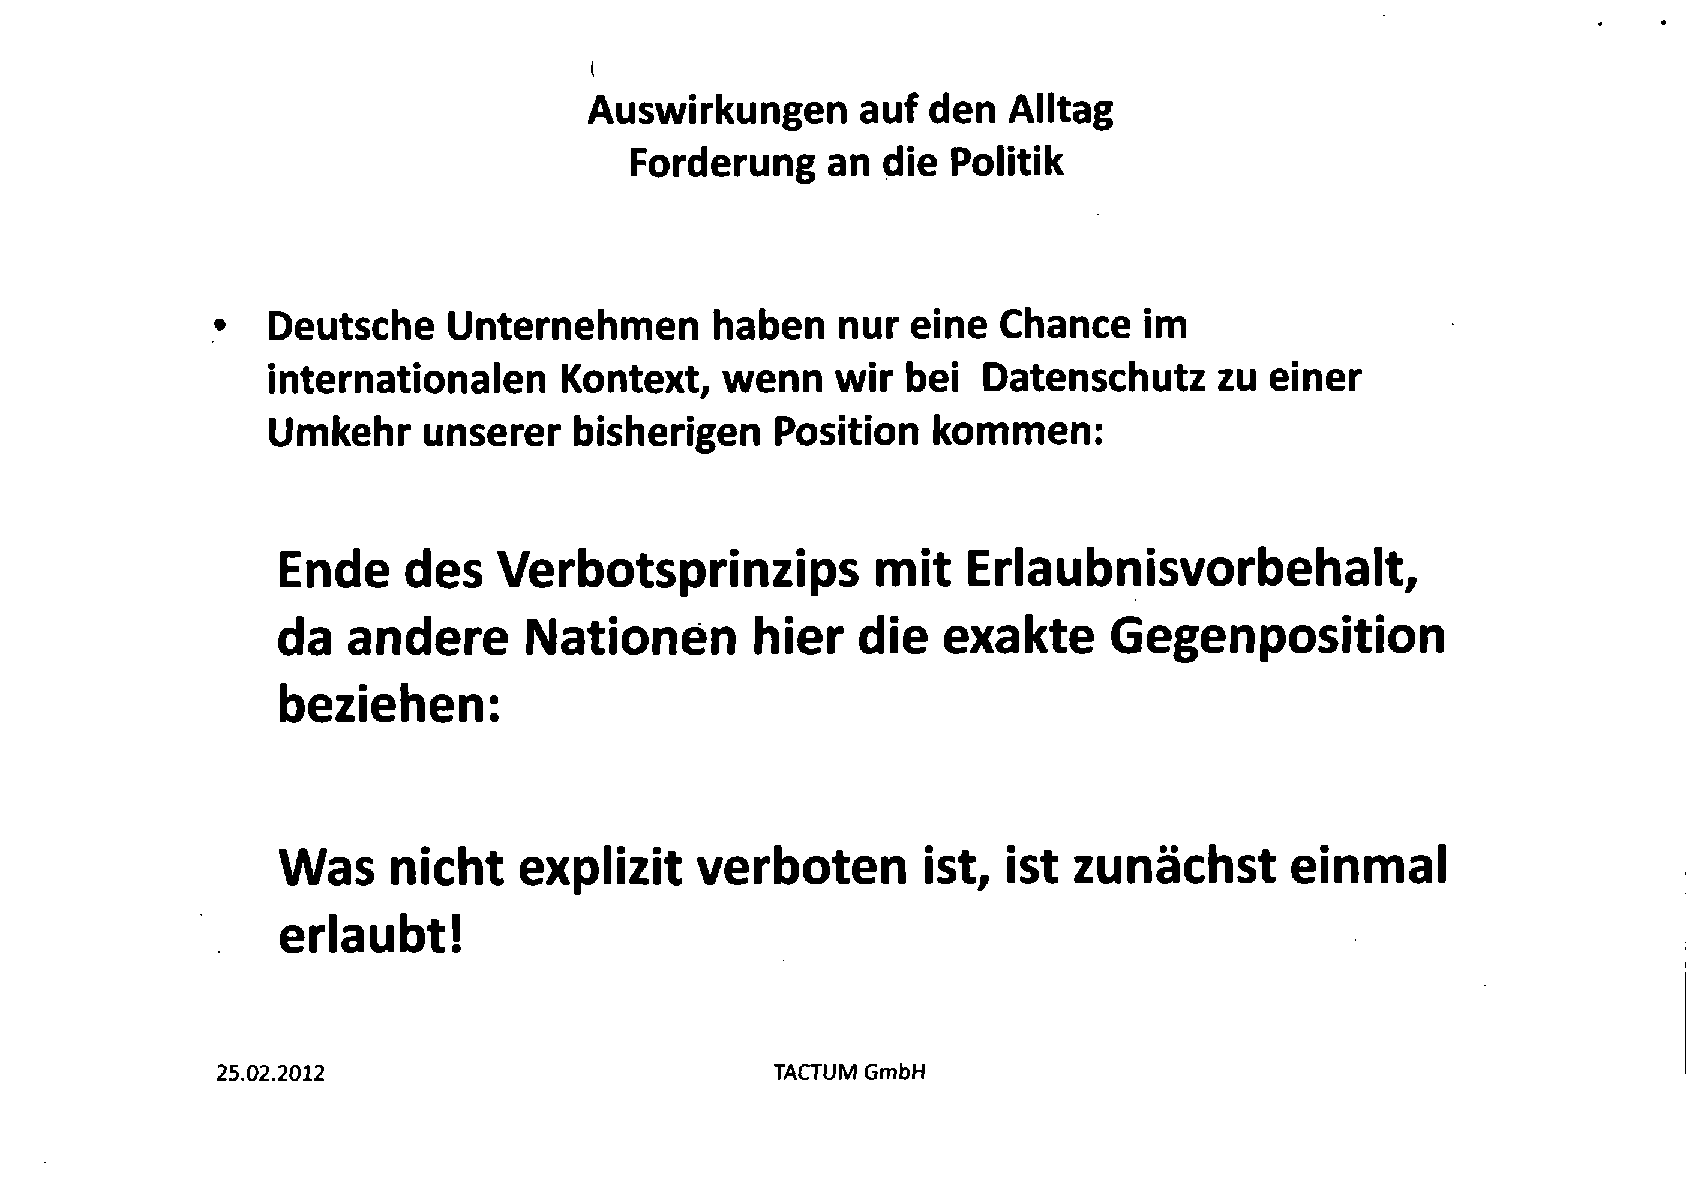 Auswirkungen auf den Alltag
Forderung an die Politik
• Deutsche Unternehmen haben nur eine Chance im
internationalen Kontext, wenn wir bei Datenschutz zu einer
Umkehr unserer bisherigen Position kommen:
Ende des Verbotsprinzips mit Erlaubnisvorbehalt,
da andere Nationen hier die exakte Gegenposition
beziehen:
Was nicht explizit verboten ist, ist zunächst einmal
erlaubt!
25.02.2012
TACTUM GmbH